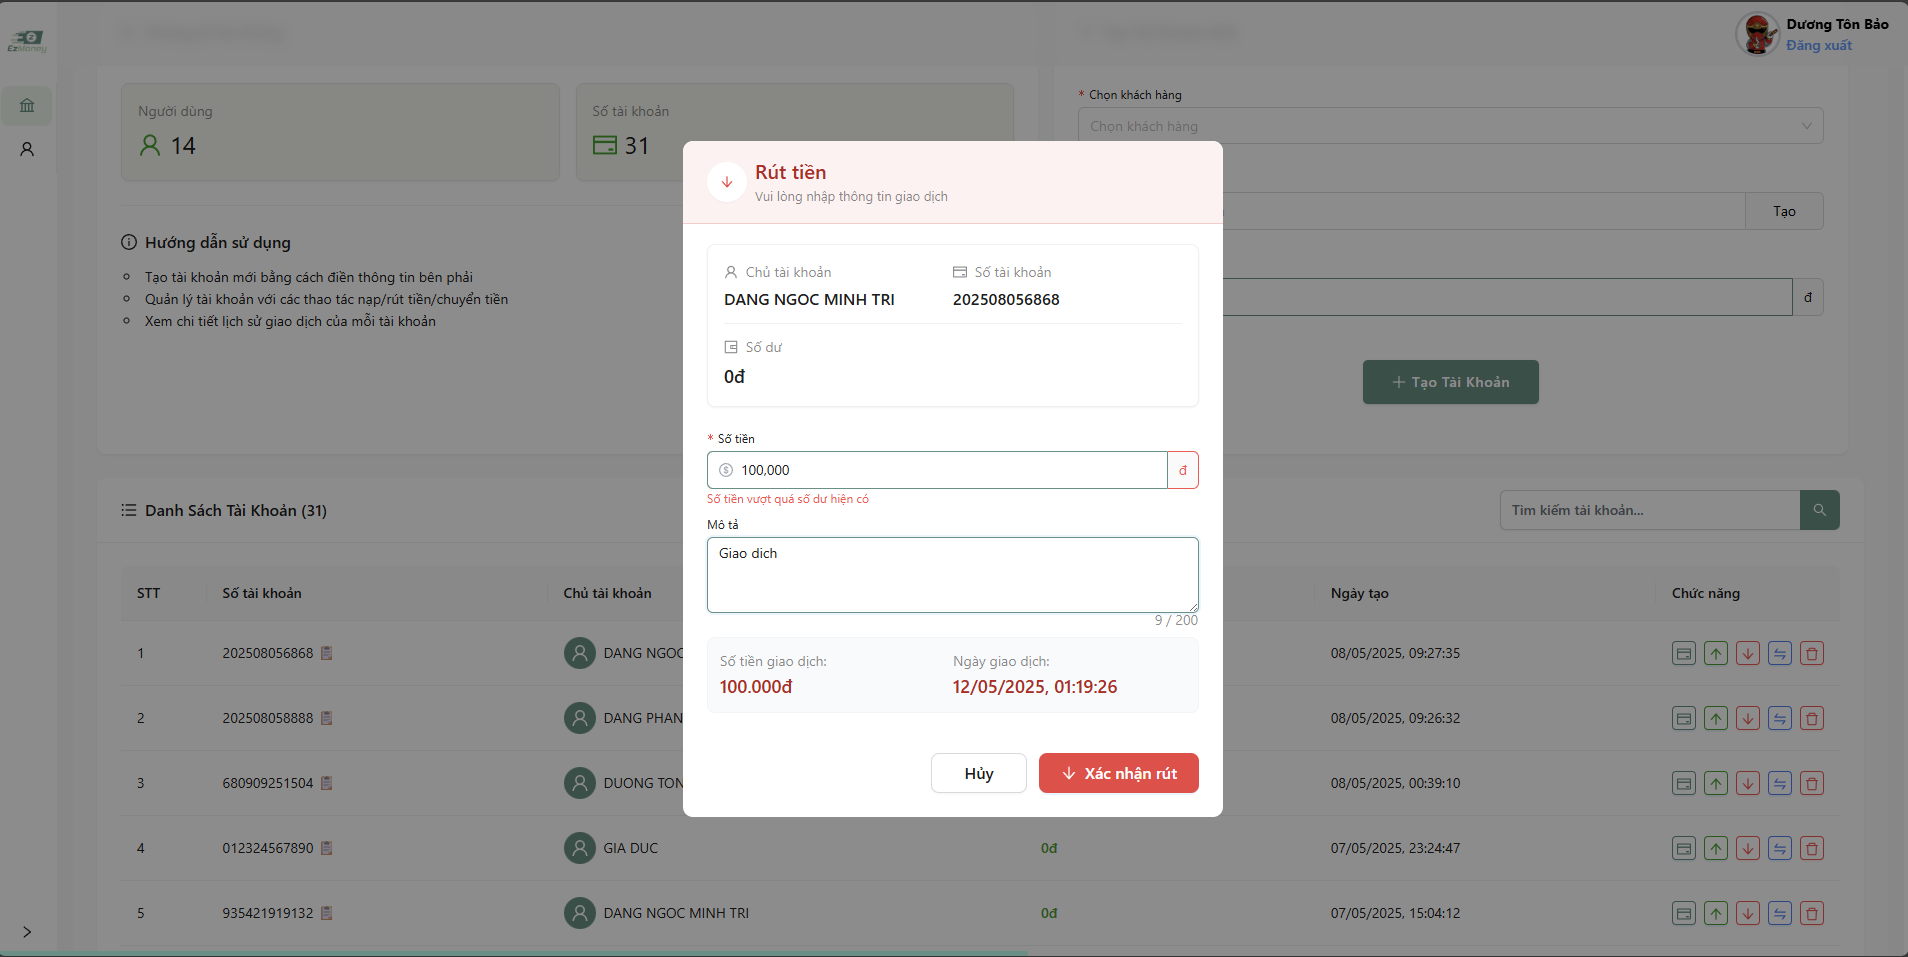 EzMoney
Dương Tôn Bảo
Đăng xuất
Người dùng
14
Số tài khoản
31
Hướng dẫn sử dụng
Tạo tài khoản mới bằng cách điền thông tin bên phải
Quản lý tài khoản với các thao tác nạp/rút tiền/chuyển tiền
Xem chi tiết lịch sử giao dịch của mỗi tài khoản
* Chọn khách hàng
Chọn khách hàng
Tạo
đ
+ Tạo Tài Khoản
Rút tiền
Vui lòng nhập thông tin giao dịch
Chủ tài khoản
DANG NGOC MINH TRI
Số tài khoản
202508056868
Số dư
0đ
* Số tiền
100,000
đ
Số tiền vượt quá số dư hiện có
Mô tả
Giao dich
9 / 200
Số tiền giao dịch:
100.000đ
Ngày giao dịch:
12/05/2025, 01:19:26
Hủy
Xác nhận rút
Danh Sách Tài Khoản (31)
Tìm kiếm tài khoản...
STT Số tài khoản Chủ tài khoản Ngày tạo Chức năng
1 202508056868 DANG NGOC 08/05/2025, 09:27:35
2 202508058888 DANG PHAN 08/05/2025, 09:26:32
3 680909251504 DUONG TON 08/05/2025, 00:39:10
4 012324567890 GIA DUC 0đ 07/05/2025, 23:24:47
5 935421919132 DANG NGOC MINH TRI 0đ 07/05/2025, 15:04:12